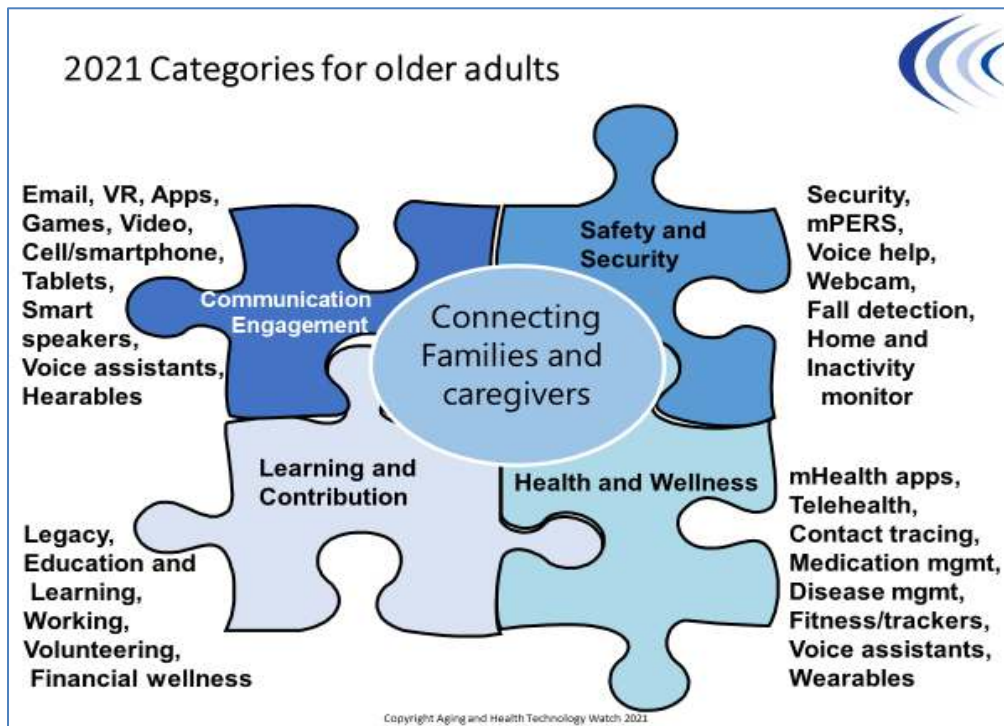 2021 Categories for older adults
Email, VR, Apps,
Games, Video,
Cell/smartphone,
Tablets,
Smart
speakers,
Voice assistants,
Hearables
Communication
Engagement
Safety and
Security
Security,
mPERS,
Voice help,
Webcam,
Fall detection,
Home and
Inactivity
monitor
Connecting
Families and
caregivers
Learning and
Contribution
Health and Wellness
Legacy,
Education and
Learning,
Working,
Volunteering,
Financial wellness
mHealth apps,
Telehealth,
Contact tracing,
Medication mgmt,
Disease mgmt,
Fitness/trackers,
Voice assistants,
Wearables
Copyright Aging and Health Technology Watch 2021